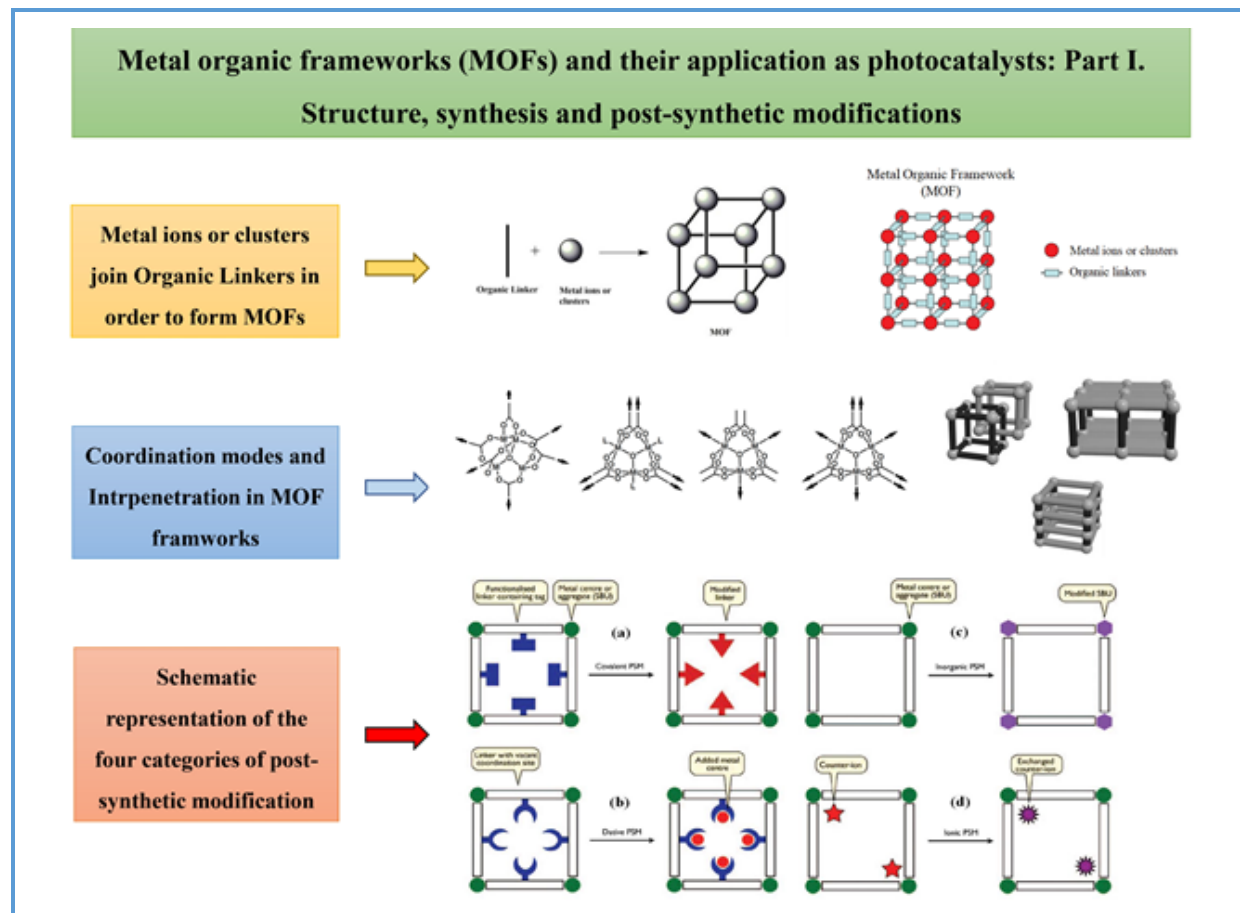 Metal organic frameworks (MOFs) and their application as photocatalysts: Part I.
Structure, synthesis and post-synthetic modifications
Metal ions or clusters
join Organic Linkers in
order to form MOFs
Organic Linker
+
Metal ions or
clusters
MOF
Metal Organic Framework
(MOF)
Metal ions or clusters
Organic linkers
Coordination modes and
Intrpenetration in MOF
framworks
Schematic
representation of the
four categories of post-
synthetic modification
Functionalised
linker containing tag
Metal centre or
aggregate (SBU)
Modified
linker
Metal centre or
aggregate (SBU)
Modified SBU
(a)
Covalent PSM
(c)
Inorganic PSM
Linker with vacant
coordination site
Added metal
centre
Counter-ion
Exchanged
counter-ion
(b)
Dative PSM
(d)
Ionic PSM